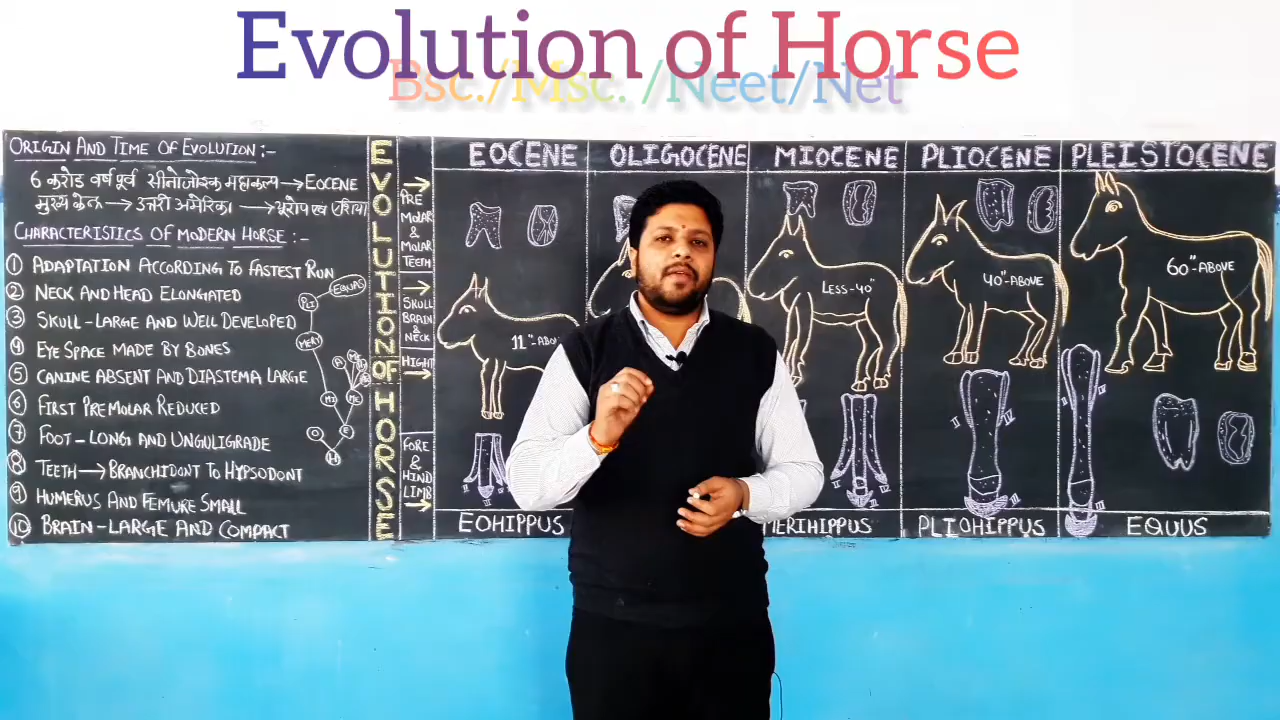 Evolution of Horse
Bsc./Msc. /Neet/Net
ORIGIN AND TIME OF EVOLUTION :-
6 करोड वर्ष पूर्व सीनोजोइक महाकल्प → EOCENE
मुख्य केन्द्र → उत्तरी अमेरिका → यूरोप एवं एशिया
CHARACTERISTICS OF MODERN HORSE :-
① ADAPTATION ACCORDING TO FASTEST RUN
② NECK AND HEAD ELONGATED
③ SKULL-LARGE AND WELL DEVELOPED
④ EYE SPACE MADE BY BONES
⑤ CANINE ABSENT AND DIASTEMA LARGE
⑥ FIRST PREMOLAR REDUCED
⑦ FOOT-LONG AND UNGULIGRADE
⑧ TEETH → BRANCHIDONT TO HYPSODONT
⑨ HUMERUS AND FEMURE SMALL
⑩ BRAIN-LARGE AND COMPACT
EQUAS
PLI
MERY
MI
ME
O
E
H
EVOLUTION OF HORSE
PRE
MOLAR
&
MOLAR
TEETH
SKULL
BRAIN
&
NECK
HIGHT
FORE
&
HIND
LIMB
EOCENE
11"-ABO
EOHIPPUS
OLIGOCENE
MIOCENE
LESS-40"
MERIHIPPUS
PLIOCENE
40"-ABOVE
PLIOHIPPUS
PLEISTOCENE
60"-ABOVE
EQUUS